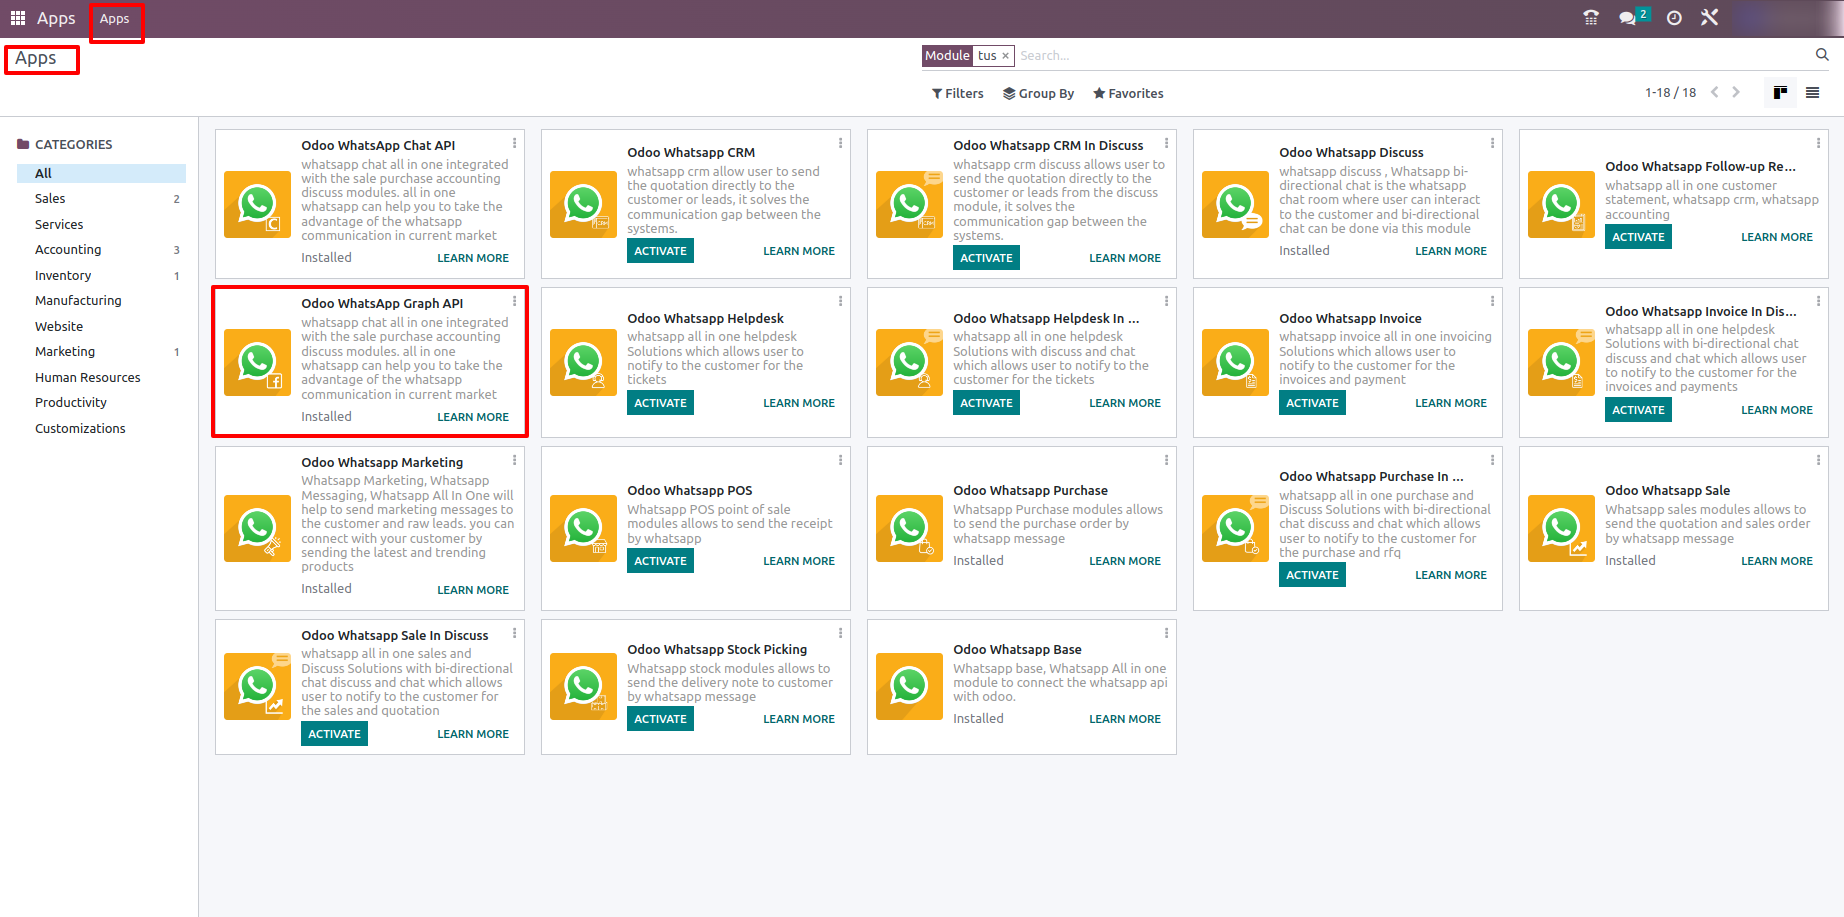 Apps Apps 2
Apps
Module tus × Search...
Filters Group By Favorites 1-18 / 18
CATEGORIES
All
Sales 2
Services
Accounting 3
Inventory 1
Manufacturing
Website
Marketing 1
Human Resources
Productivity
Customizations
Odoo WhatsApp Chat API
whatsapp chat all in one integrated
with the sale purchase accounting
discuss modules. all in one
whatsapp can help you to take the
advantage of the whatsapp
communication in current market
Installed LEARN MORE
Odoo Whatsapp CRM
whatsapp crm allow user to send
the quotation directly to the
customer or leads, it solves the
communication gap between the
systems.
ACTIVATE LEARN MORE
Odoo Whatsapp CRM In Discuss
whatsapp crm discuss allows user to
send the quotation directly to the
customer or leads from the discuss
module, it solves the
communication gap between the
systems.
ACTIVATE LEARN MORE
Odoo Whatsapp Discuss
whatsapp discuss , Whatsapp bi-
directional chat is the whatsapp
chat room where user can interact
to the customer and bi-directional
chat can be done via this module
Installed LEARN MORE
Odoo Whatsapp Follow-up Re...
whatsapp all in one customer
statement, whatsapp crm, whatsapp
accounting
ACTIVATE LEARN MORE
Odoo WhatsApp Graph API
whatsapp chat all in one integrated
with the sale purchase accounting
discuss modules. all in one
whatsapp can help you to take the
advantage of the whatsapp
communication in current market
Installed LEARN MORE
Odoo Whatsapp Helpdesk
whatsapp all in one helpdesk
Solutions which allows user to
notify to the customer for the
tickets
ACTIVATE LEARN MORE
Odoo Whatsapp Helpdesk In ...
whatsapp all in one helpdesk
Solutions with discuss and chat
which allows user to notify to the
customer for the tickets
ACTIVATE LEARN MORE
Odoo Whatsapp Invoice
whatsapp invoice all in one invoicing
Solutions which allows user to
notify to the customer for the
invoices and payment
ACTIVATE LEARN MORE
Odoo Whatsapp Invoice In Dis...
whatsapp all in one helpdesk
Solutions with bi-directional chat
discuss and chat which allows user
to notify to the customer for the
invoices and payments
ACTIVATE LEARN MORE
Odoo Whatsapp Marketing
Whatsapp Marketing, Whatsapp
Messaging, Whatsapp All In One will
help to send marketing messages to
the customer and raw leads. you can
connect with your customer by
sending the latest and trending
products
Installed LEARN MORE
Odoo Whatsapp POS
Whatsapp POS point of sale
modules allows to send the receipt
by whatsapp
ACTIVATE LEARN MORE
Odoo Whatsapp Purchase
Whatsapp Purchase modules allows
to send the purchase order by
whatsapp message
Installed LEARN MORE
Odoo Whatsapp Purchase In ...
whatsapp all in one purchase and
Discuss Solutions with bi-directional
chat discuss and chat which allows
user to notify to the customer for
the purchase and rfq
ACTIVATE LEARN MORE
Odoo Whatsapp Sale
Whatsapp sales modules allows to
send the quotation and sales order
by whatsapp message
Installed LEARN MORE
Odoo Whatsapp Sale In Discuss
whatsapp all in one sales and
Discuss Solutions with bi-directional
chat discuss and chat which allows
user to notify to the customer for
the sales and quotation
ACTIVATE LEARN MORE
Odoo Whatsapp Stock Picking
Whatsapp stock modules allows to
send the delivery note to customer
by whatsapp message
ACTIVATE LEARN MORE
Odoo Whatsapp Base
Whatsapp base, Whatsapp All in one
module to connect the whatsapp api
with odoo.
Installed LEARN MORE